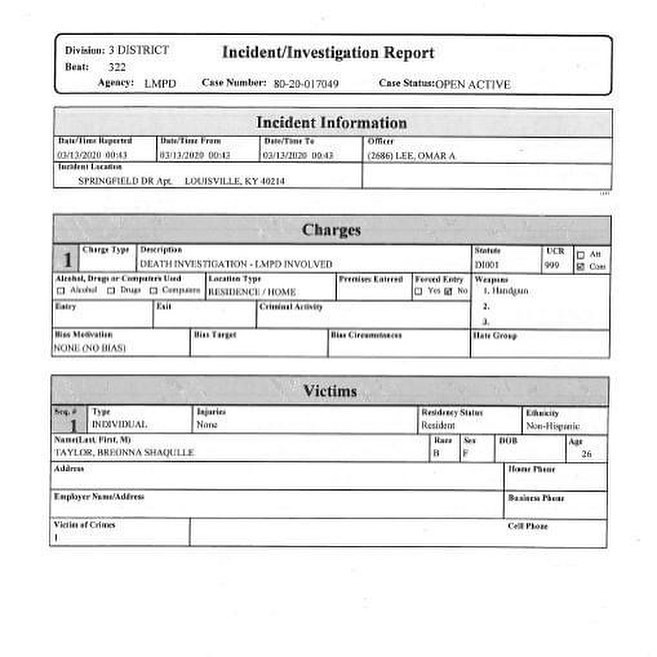 Division: 3 DISTRICT
Incident/Investigation Report
Beat: 322
Agency: LMPD Case Number: 80-20-017049 Case Status:OPEN ACTIVE
Incident Information
Date/Time Reported Date/Time From Date/Time To Officer
03/13/2020 00:43 03/13/2020 00:43 03/13/2020 00:43 (2686) LEE, OMAR A
Incident Location
SPRINGFIELD DR Apt. LOUISVILLE, KY 40214
Charges
1 Charge Type Description Statute UCR ☐ Att
DEATH INVESTIGATION - LMPD INVOLVED DI001 999 ☑ Com
Alcohol, Drugs or Computers Used Location Type Premises Entered Forced Entry Weapons
☐ Alcohol ☐ Drugs ☐ Computers RESIDENCE / HOME ☐ Yes ☑ No 1. Handgun
Entry Exit Criminal Activity 2.
3.
Bias Motivation Bias Target Bias Circumstances Hate Group
NONE (NO BIAS)
Victims
Seq. # Type Injuries Residency Status Ethnicity
1 INDIVIDUAL None Resident Non-Hispanic
Name(Last, First, M) Race Sex DOB Age
TAYLOR, BREONNA SHAQULLE B F 26
Address Home Phone
Employer Name/Address Business Phone
Victim of Crimes Cell Phone
1